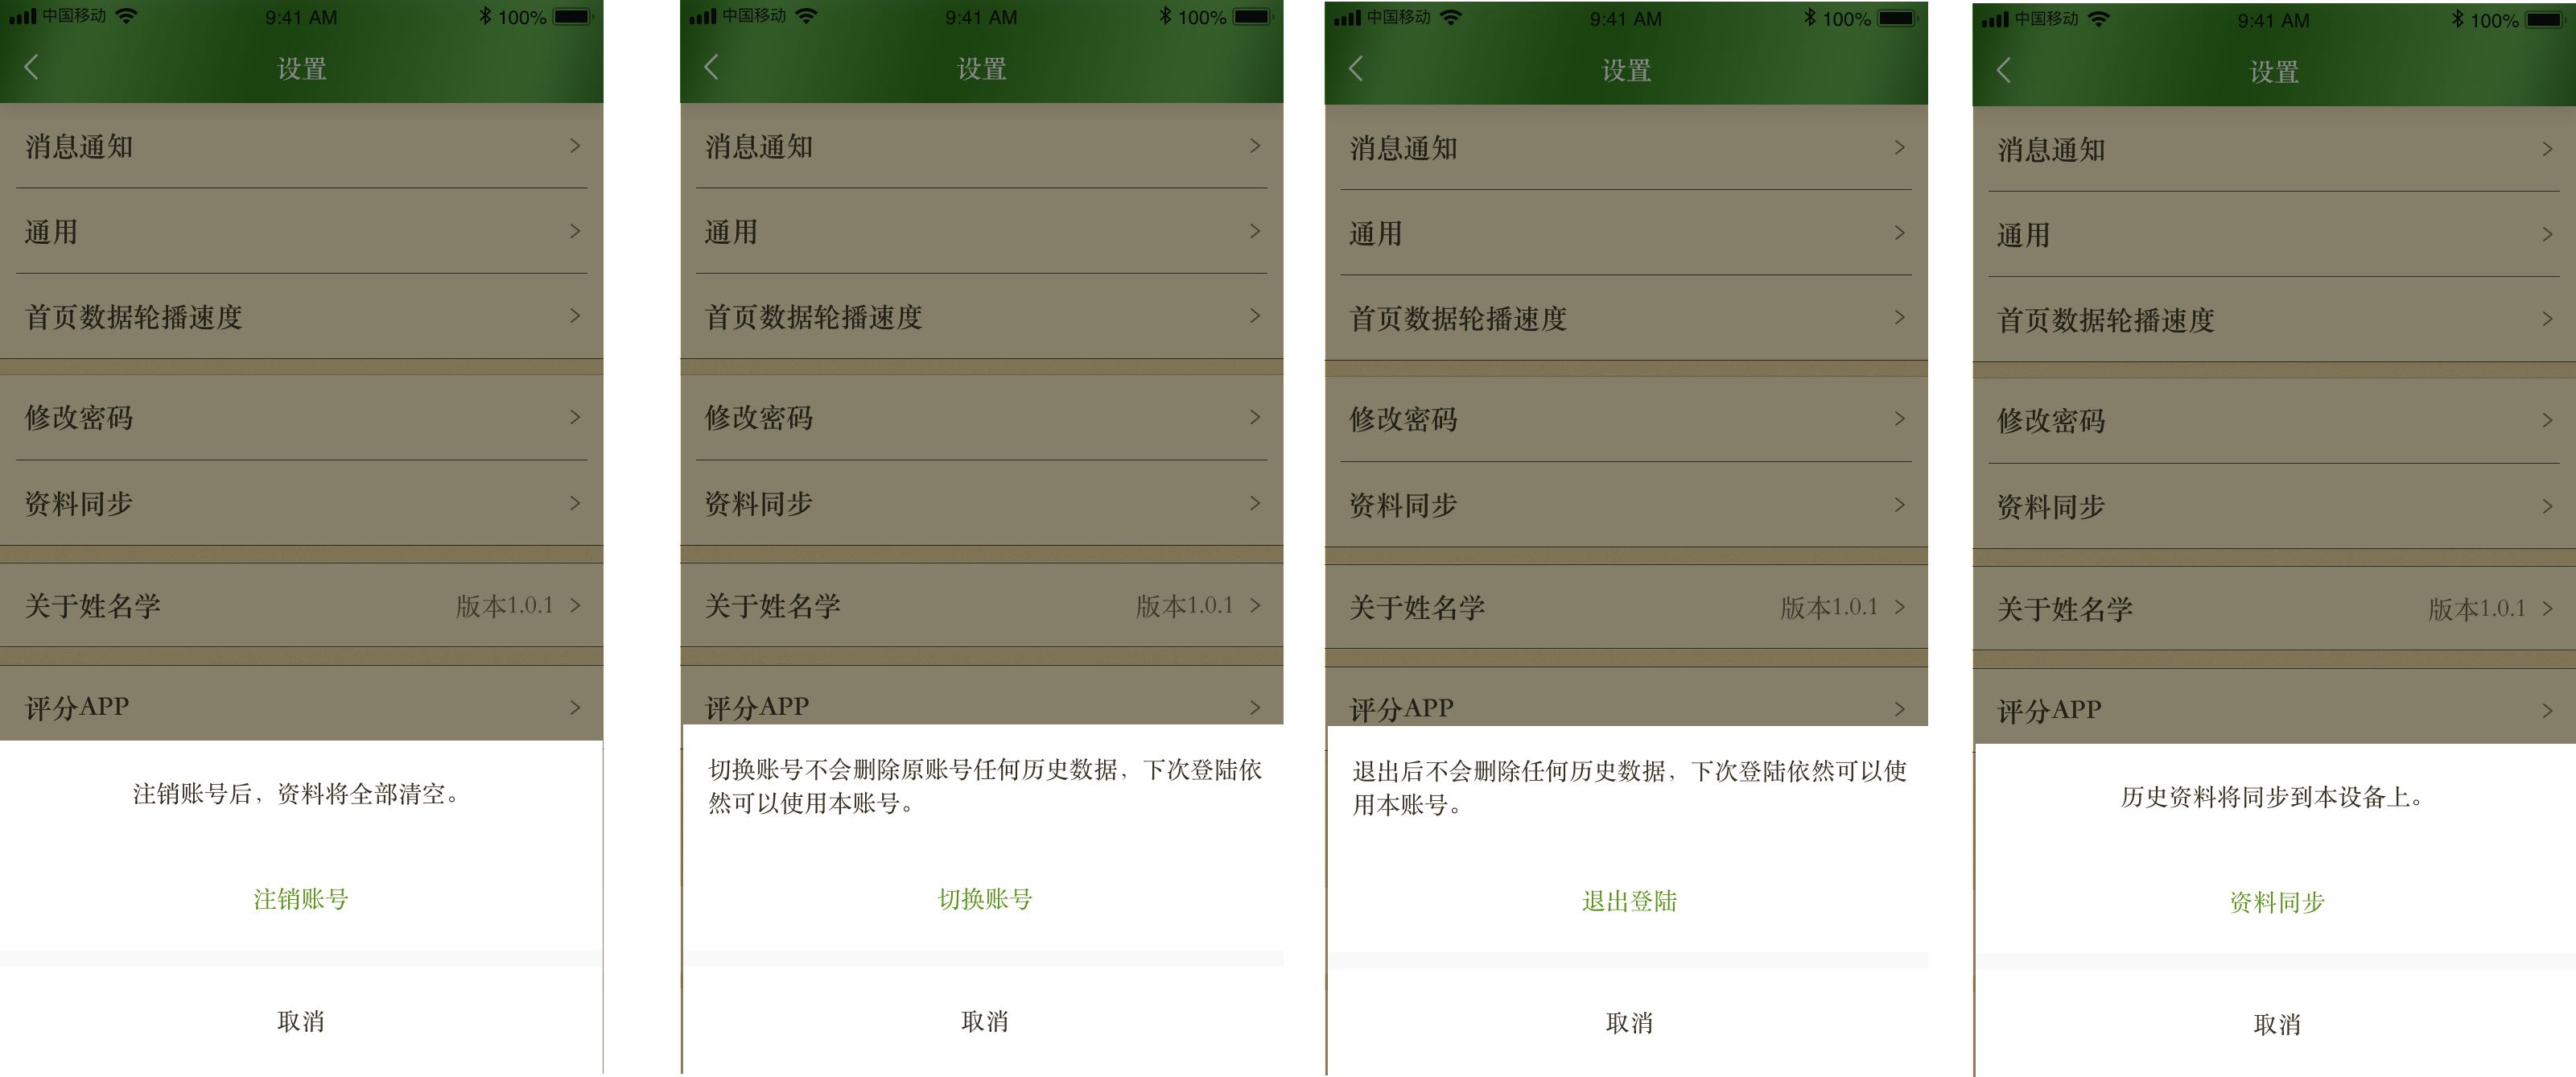 中国移动
9:41 AM
100%
设置
消息通知
通用
首页数据轮播速度
修改密码
资料同步
关于姓名学
版本1.0.1
评分APP
注销账号后，资料将全部清空。
注销账号
取消
中国移动
9:41 AM
100%
设置
消息通知
通用
首页数据轮播速度
修改密码
资料同步
关于姓名学
版本1.0.1
评分APP
切换账号不会删除原账号任何历史数据，下次登陆依
然可以使用本账号。
切换账号
取消
中国移动
9:41 AM
100%
设置
消息通知
通用
首页数据轮播速度
修改密码
资料同步
关于姓名学
版本1.0.1
评分APP
退出后不会删除任何历史数据，下次登陆依然可以使
用本账号。
退出登陆
取消
中国移动
9:41 AM
100%
设置
消息通知
通用
首页数据轮播速度
修改密码
资料同步
关于姓名学
版本1.0.1
评分APP
历史资料将同步到本设备上。
资料同步
取消